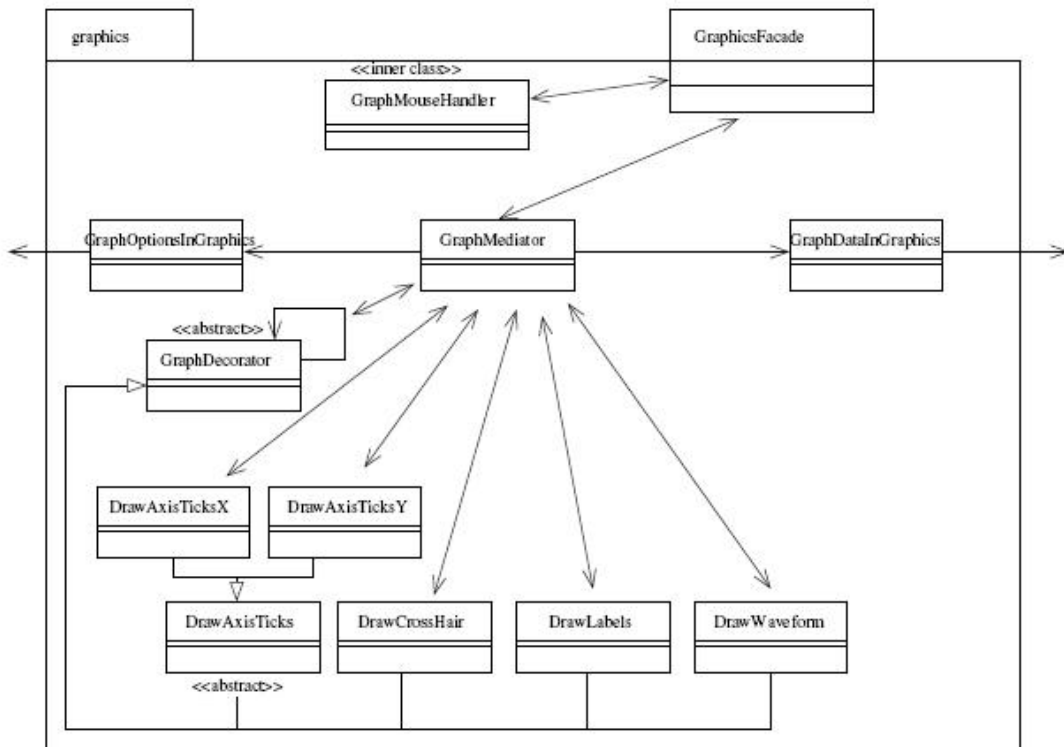 graphics
GraphicsFacade
<<inner class>>
GraphMouseHandler
GraphOptionsInGraphics
GraphMediator
GraphDataInGraphics
<<abstract>>
GraphDecorator
DrawAxisTicksX
DrawAxisTicksY
DrawAxisTicks
DrawCrossHair
DrawLabels
DrawWaveform
<<abstract>>